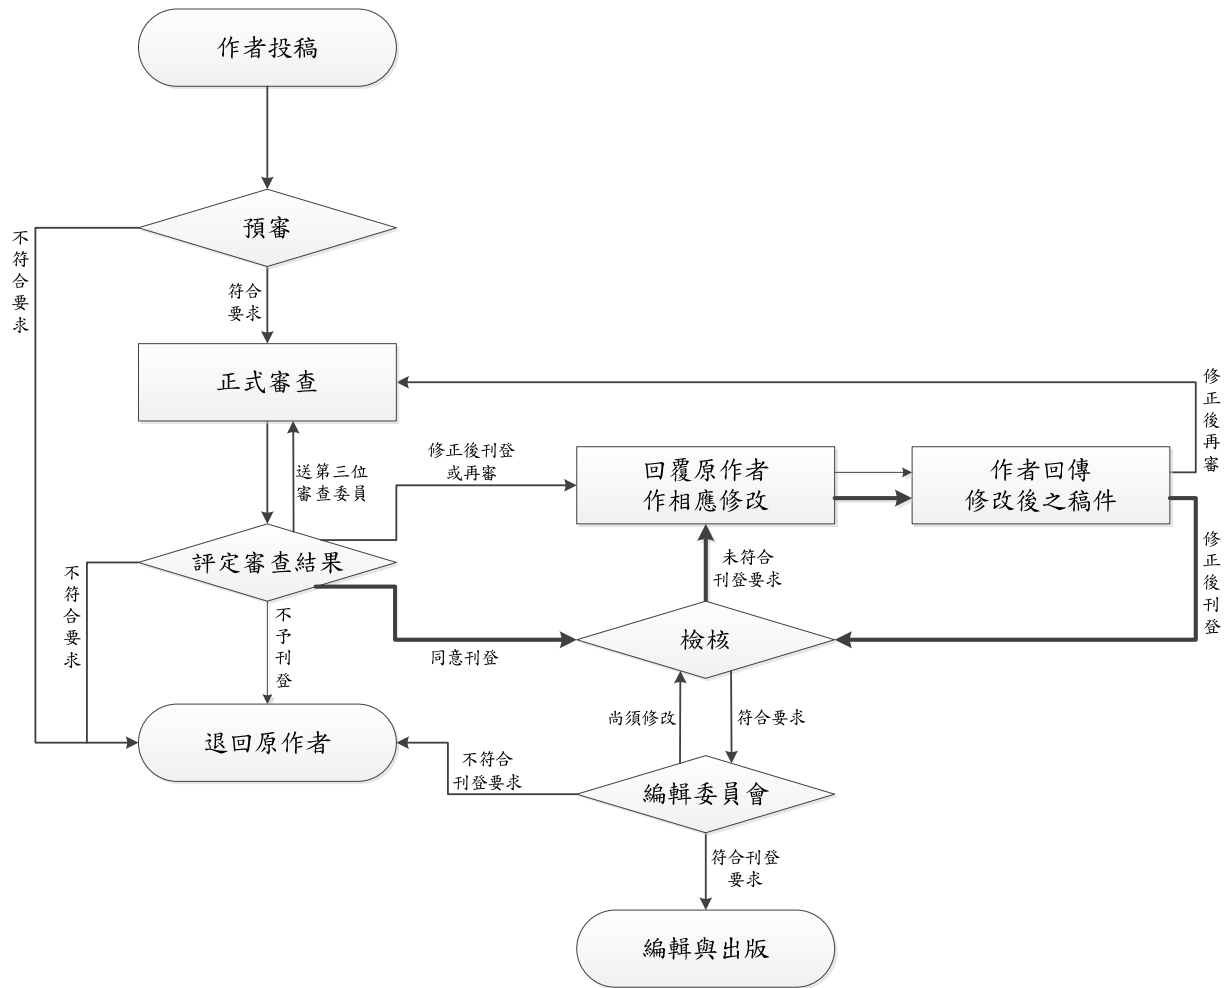 作者投稿
預審
不符合要求
符合
要求
正式審查
修正後再審
送第三位
審查委員
修正後刊登
或再審
回覆原作者
作相應修改
作者回傳
修改後之稿件
評定審查結果
不符合要求
不予刊登
同意刊登
未符合
刊登要求
修正後刊登
檢核
尚須修改
符合要求
退回原作者
不符合
刊登要求
編輯委員會
符合刊登
要求
編輯與出版